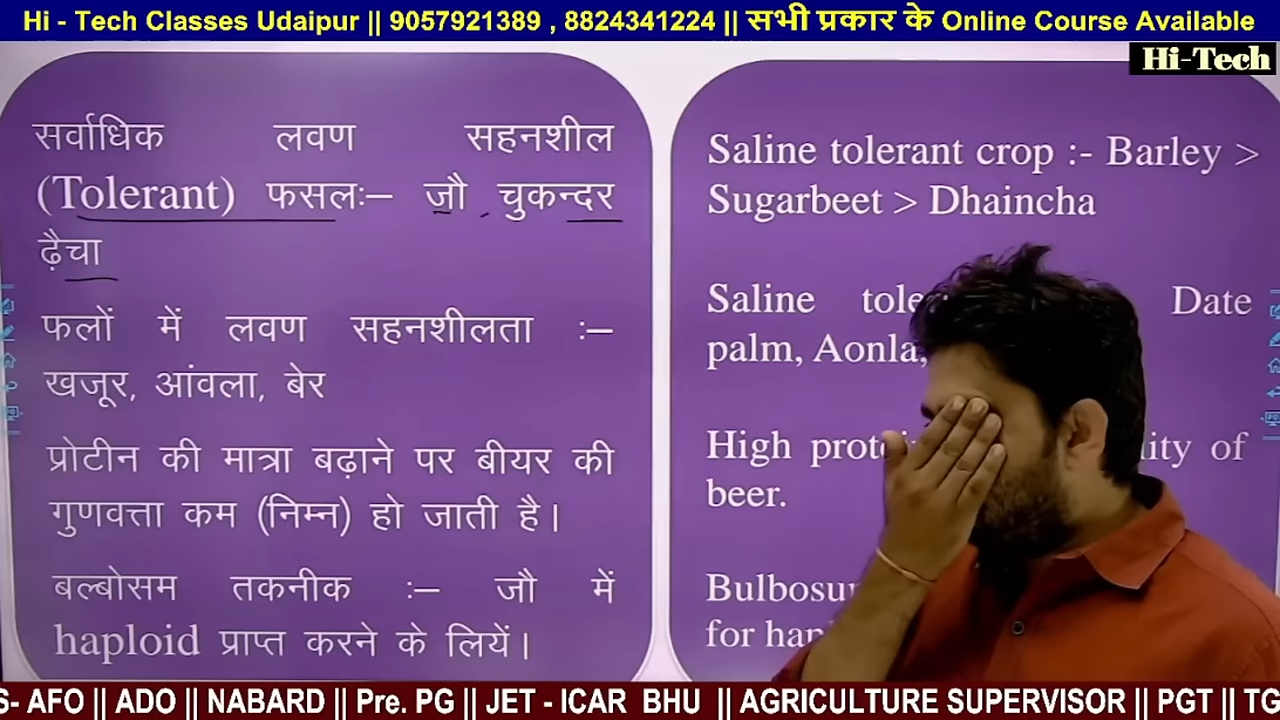 Hi - Tech Classes Udaipur || 9057921389 , 8824341224 || सभी प्रकार के Online Course Available
Hi-Tech
सर्वाधिक लवण सहनशील
(Tolerant) फसलः– जौ चुकन्दर
ढ़ैचा
फलों में लवण सहनशीलता :–
खजूर, आंवला, बेर
प्रोटीन की मात्रा बढ़ाने पर बीयर की
गुणवत्ता कम (निम्न) हो जाती है।
बल्बोसम तकनीक :– जौ में
haploid प्राप्त करने के लियें।
Saline tolerant crop :- Barley >
Sugarbeet > Dhaincha
Saline Date
palm, Aonla,
High of
beer.
for
S- AFO || ADO || NABARD || Pre. PG || JET - ICAR BHU || AGRICULTURE SUPERVISOR || PGT || TG